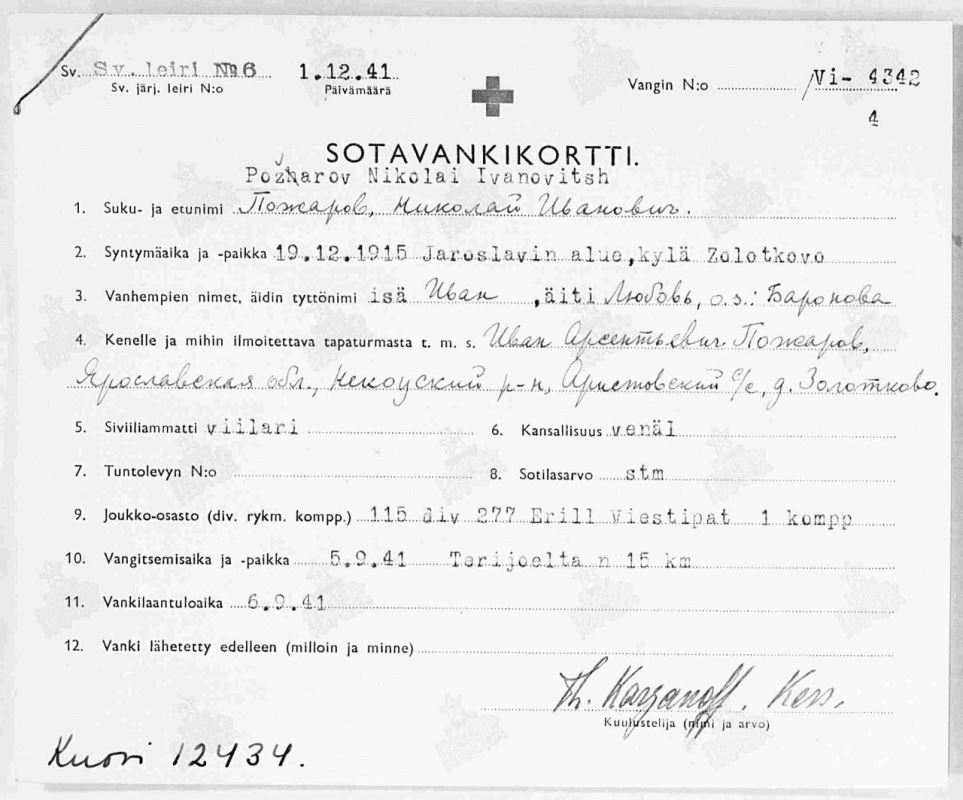 Sv. Sv. leiri №6 1.12.41 Vangin N:o /Vi- 4342
Sv. järj. leiri N:o Päivämäärä
4
SOTAVANKIKORTTI.
Pozharov Nikolai Ivanovitsh
1. Suku- ja etunimi Пожаров, Николай Иванович.
2. Syntymäaika ja -paikka 19.12.1915 Jaroslavin alue,kylä Zolotkovo
3. Vanhempien nimet, äidin tyttönimi isä Иван ,äiti Любовь, o.s.: Баронова
4. Kenelle ja mihin ilmoitettava tapaturmasta t. m. s. Иван Арсентьевич Пожаров,
Ярославская обл., Некоуский р-н, Аристовский с/с, д. Золотково.
5. Siviiliammatti viilari 6. Kansallisuus venäl
7. Tuntolevyn N:o 8. Sotilasarvo stm
9. Joukko-osasto (div. rykm. kompp.) 115 div 277 Erill Viestipat 1 kompp
10. Vangitsemisaika ja -paikka 5.9.41 Terijoelta n 15 km
11. Vankilaantuloaika 6.9.41
12. Vanki lähetetty edelleen (milloin ja minne)
Th. Karzanoff. Kers.
Kuulustelija (nimi ja arvo)
Kuori 12434.